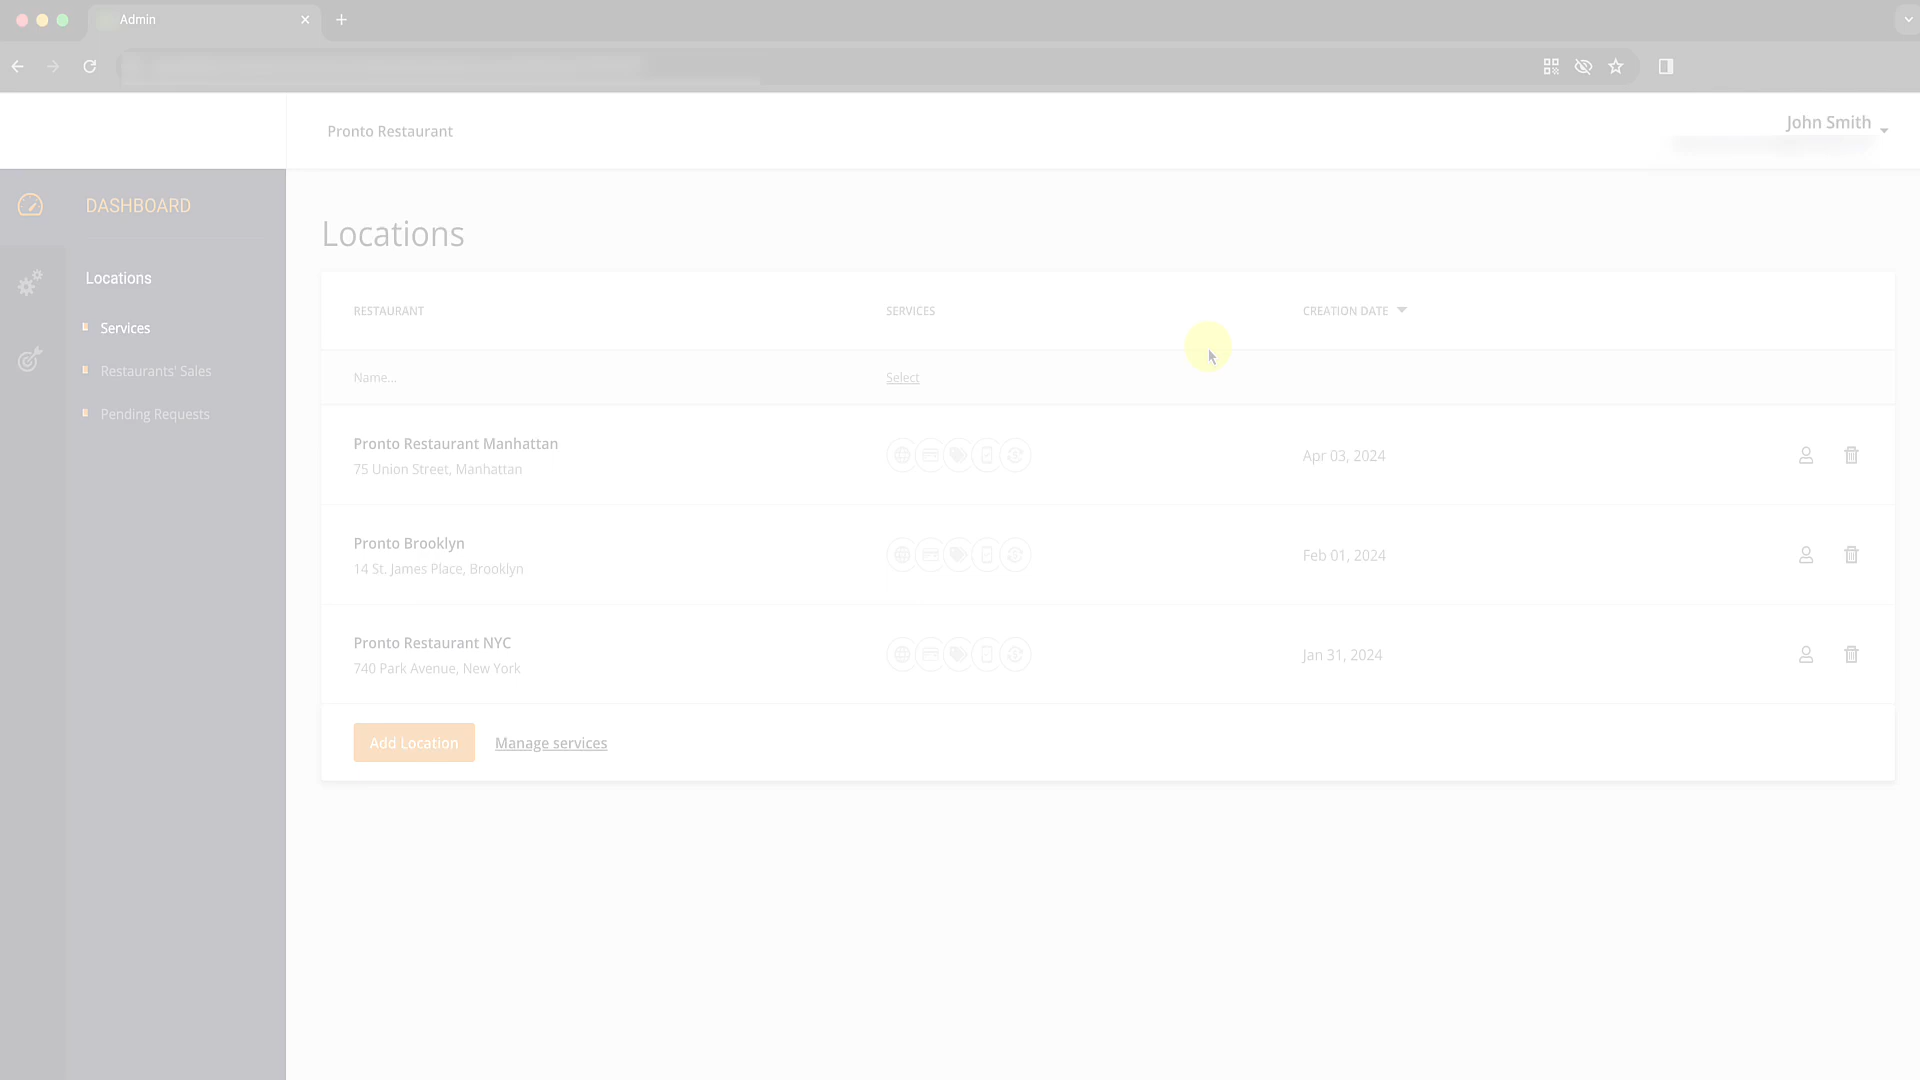 Admin
Pronto Restaurant
John Smith
DASHBOARD
Locations
Services
Restaurants' Sales
Pending Requests
Locations
RESTAURANT SERVICES CREATION DATE
Name... Select
Pronto Restaurant Manhattan
75 Union Street, Manhattan
Apr 03, 2024
Pronto Brooklyn
14 St. James Place, Brooklyn
Feb 01, 2024
Pronto Restaurant NYC
740 Park Avenue, New York
Jan 31, 2024
Add Location Manage services